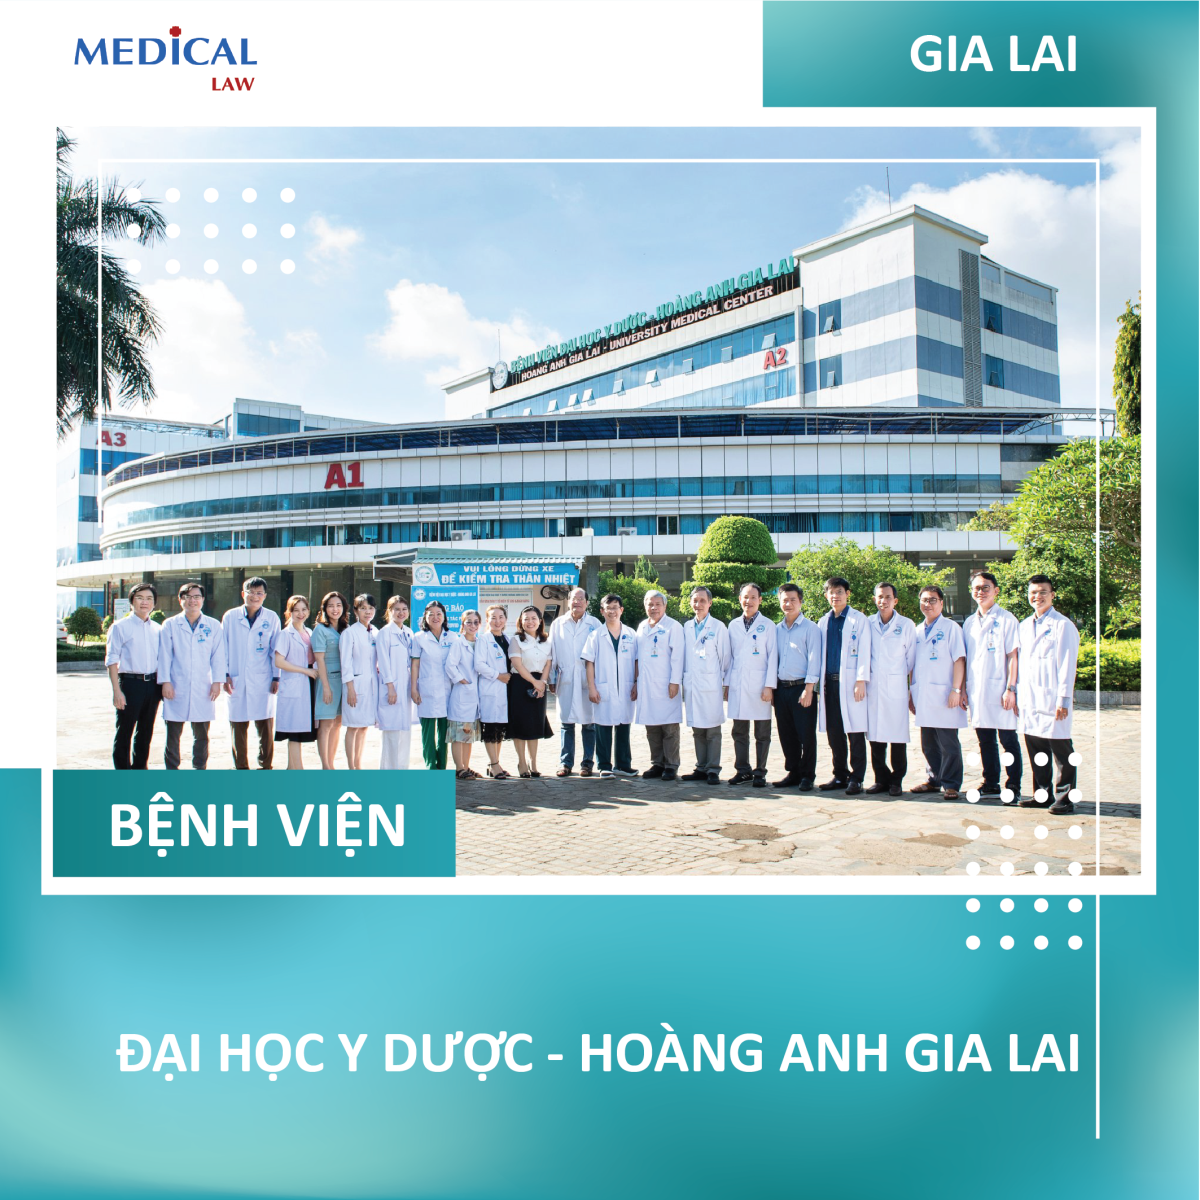 MEDICAL
LAW
GIA LAI
BỆNH VIỆN ĐẠI HỌC Y DƯỢC - HOÀNG ANH GIA LAI
HOANG ANH GIA LAI - UNIVERSITY MEDICAL CENTER
A2
A3
A1
VUI LÒNG DỪNG XE
ĐỂ KIỂM TRA THÂN NHIỆT
BỆNH VIỆN
ĐẠI HỌC Y DƯỢC - HOÀNG ANH GIA LAI